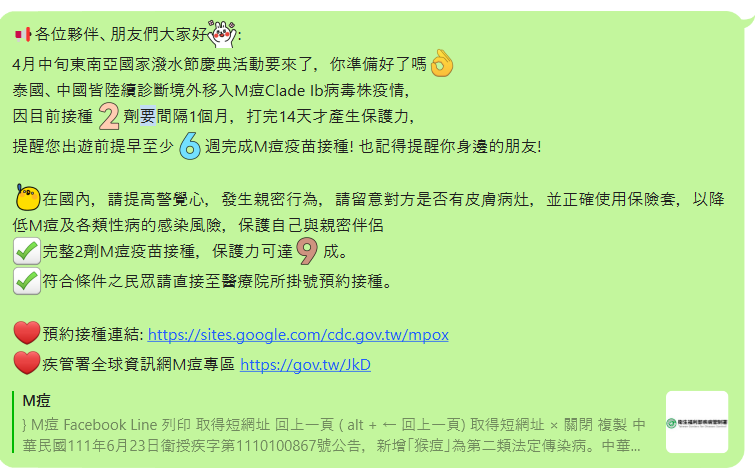 各位夥伴、朋友們大家好:
4月中旬東南亞國家潑水節慶典活動要來了，你準備好了嗎👌
泰國、中國皆陸續診斷境外移入M痘Clade Ib病毒株疫情，
因目前接種 2 劑要間隔1個月，打完14天才產生保護力，
提醒您出遊前提早至少 6 週完成M痘疫苗接種! 也記得提醒你身邊的朋友!
在國內，請提高警覺心，發生親密行為，請留意對方是否有皮膚病灶，並正確使用保險套，以降
低M痘及各類性病的感染風險，保護自己與親密伴侶
✅完整2劑M痘疫苗接種，保護力可達 9 成。
✅符合條件之民眾請直接至醫療院所掛號預約接種。
❤預約接種連結: https://sites.google.com/cdc.gov.tw/mpox
❤疾管署全球資訊網M痘專區 https://gov.tw/JkD
M痘
} M痘 Facebook Line 列印 取得短網址 回上一頁 ( alt + ← 回上一頁) 取得短網址 × 關閉 複製 中
華民國111年6月23日衛授疾字第1110100867號公告，新增「猴痘」為第二類法定傳染病。中華...